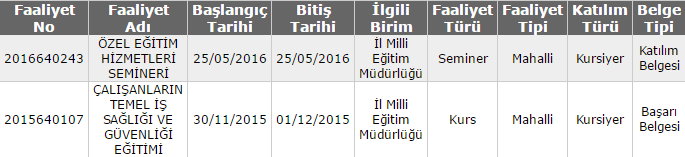 Faaliyet No Faaliyet Adı Başlangıç Tarihi Bitiş Tarihi İlgili Birim Faaliyet Türü Faaliyet Tipi Katılım Türü Belge Tipi
2016640243 ÖZEL EĞİTİM HİZMETLERİ SEMİNERİ 25/05/2016 25/05/2016 İl Milli Eğitim Müdürlüğü Seminer Mahalli Kursiyer Katılım Belgesi
2015640107 ÇALIŞANLARIN TEMEL İŞ SAĞLIĞI VE GÜVENLİĞİ EĞİTİMİ 30/11/2015 01/12/2015 İl Milli Eğitim Müdürlüğü Kurs Mahalli Kursiyer Başarı Belgesi